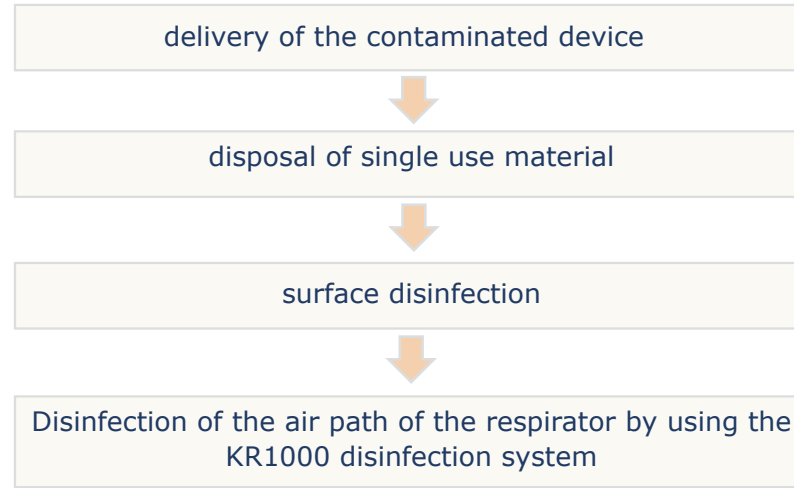 delivery of the contaminated device
disposal of single use material
surface disinfection
Disinfection of the air path of the respirator by using the
KR1000 disinfection system